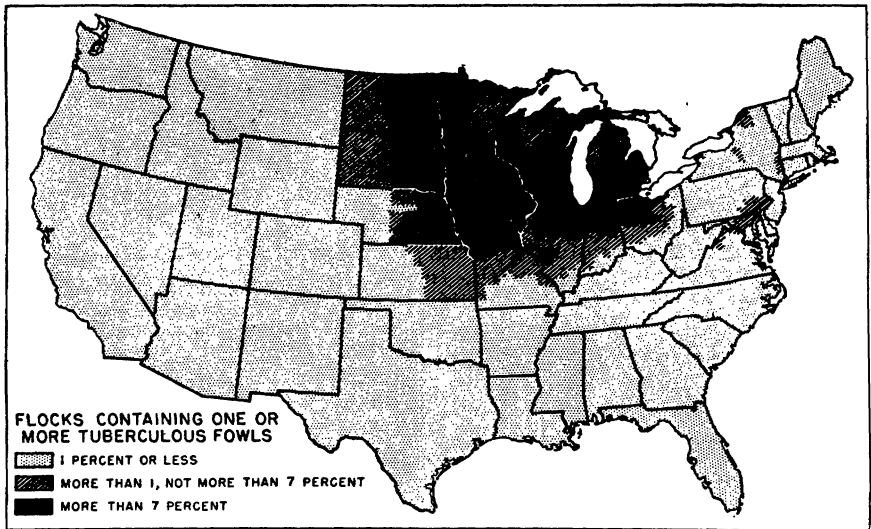 FLOCKS CONTAINING ONE OR
MORE TUBERCULOUS FOWLS
1 PERCENT OR LESS
MORE THAN 1, NOT MORE THAN 7 PERCENT
MORE THAN 7 PERCENT